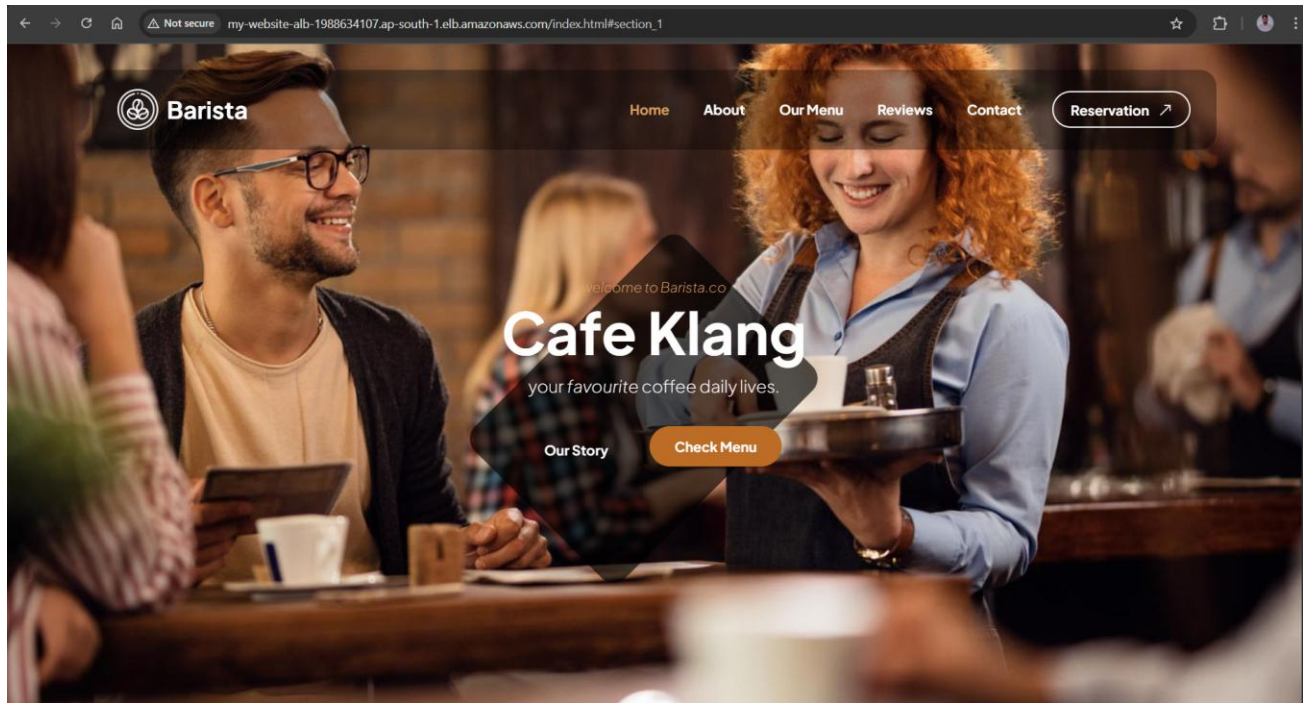 Not secure my-website-alb-1988634107.ap-south-1.elb.amazonaws.com/index.html#section_1
Barista Home About Our Menu Reviews Contact Reservation
welcome to Barista.co
Cafe Klang
your favourite coffee daily lives.
Our Story Check Menu